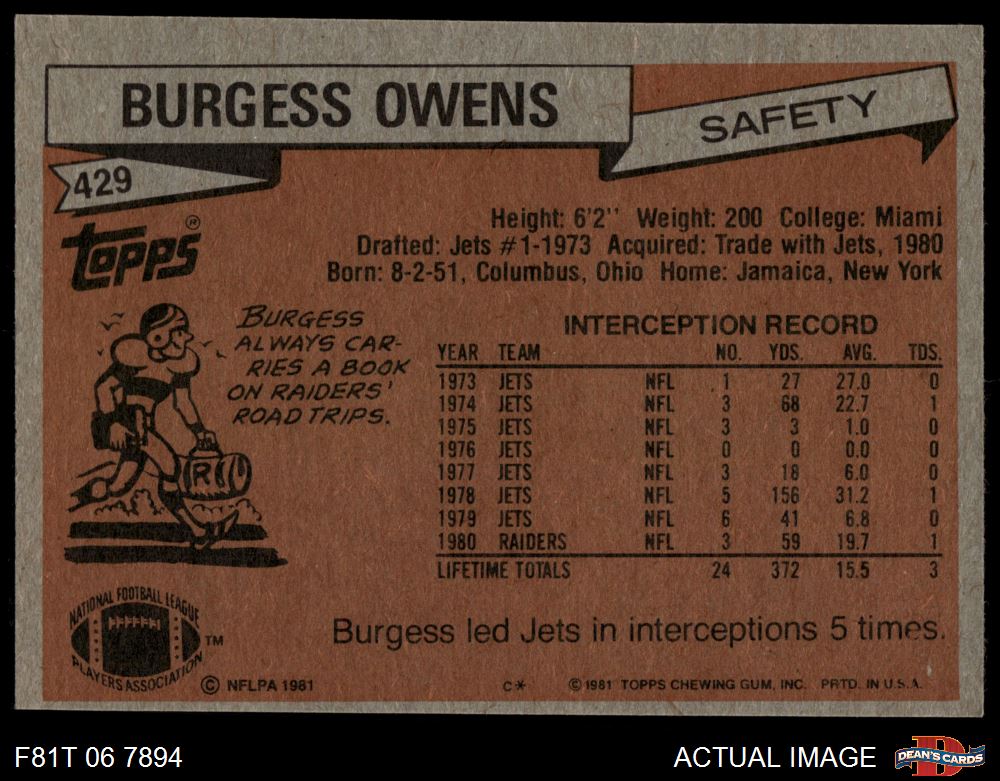 BURGESS OWENS
SAFETY
429
TOPPS®
Height: 6'2" Weight: 200 College: Miami
Drafted: Jets #1-1973 Acquired: Trade with Jets, 1980
Born: 8-2-51, Columbus, Ohio Home: Jamaica, New York
BURGESS
ALWAYS CAR-
RIES A BOOK
ON RAIDERS'
ROAD TRIPS.
R
INTERCEPTION RECORD
YEAR TEAM NO. YDS. AVG. TDS.
1973 JETS NFL 1 27 27.0 0
1974 JETS NFL 3 68 22.7 1
1975 JETS NFL 3 3 1.0 0
1976 JETS NFL 0 0 0.0 0
1977 JETS NFL 3 18 6.0 0
1978 JETS NFL 5 156 31.2 1
1979 JETS NFL 6 41 6.8 0
1980 RAIDERS NFL 3 59 19.7 1
LIFETIME TOTALS 24 372 15.5 3
Burgess led Jets in interceptions 5 times.
NATIONAL FOOTBALL LEAGUE
PLAYERS ASSOCIATION
TM
© NFLPA 1981
C*
© 1981 TOPPS CHEWING GUM, INC. PRTD. IN U.S.A.
F81T 06 7894
ACTUAL IMAGE
D
DEAN'S CARDS